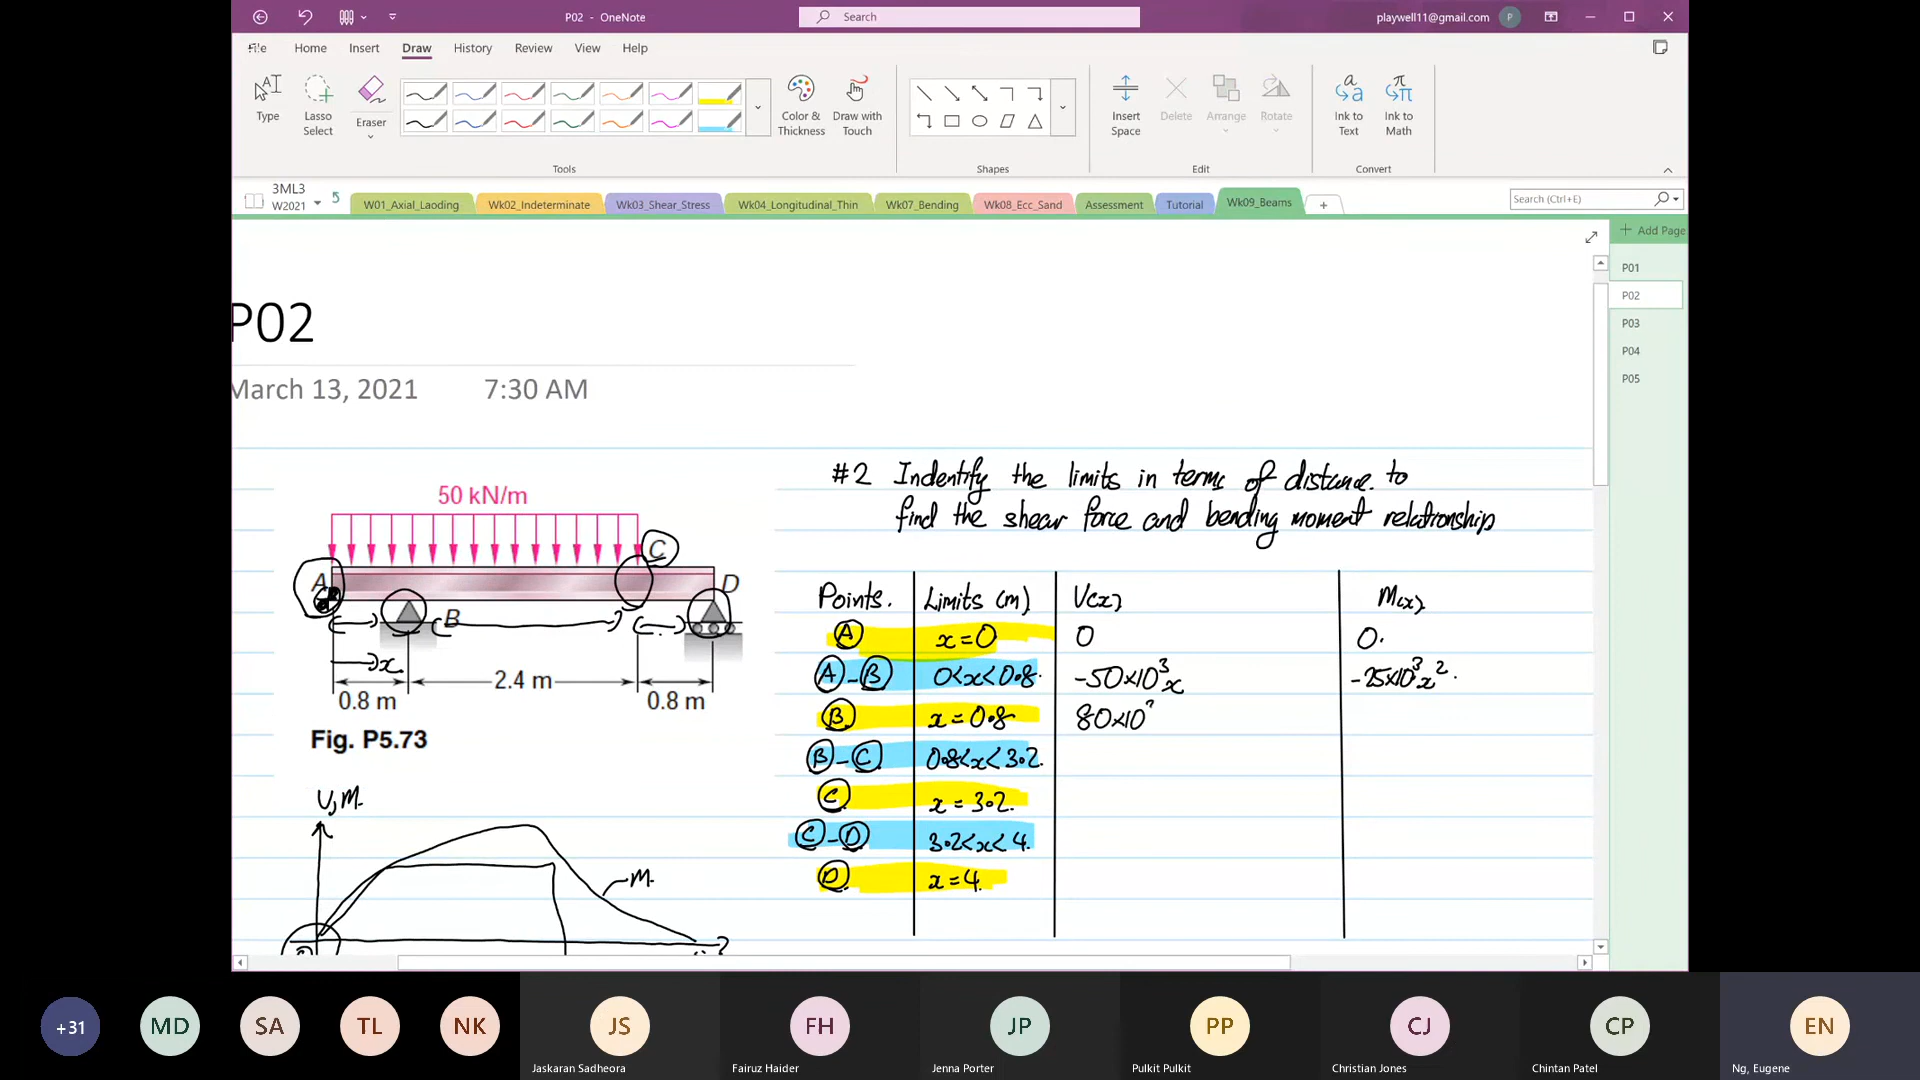 P02 - OneNote
Search
playwell11@gmail.com
P
File Home Insert Draw History Review View Help
Type
Lasso Select
Eraser
Color & Thickness
Draw with Touch
Insert Space
Delete
Arrange
Rotate
Ink to Text
Ink to Math
Tools
Shapes
Edit
Convert
3ML3 W2021
W01_Axial_Laoding
Wk02_Indeterminate
Wk03_Shear_Stress
Wk04_Longitudinal_Thin
Wk07_Bending
Wk08_Ecc_Sand
Assessment
Tutorial
Wk09_Beams
Search (Ctrl+E)
Add Page
P01
P02
P03
P04
P05
P02
March 13, 2021 7:30 AM
#2 Indentify the limits in terms of distance. to
find the shear force and bending moment relationship
50 kN/m
A
B
C
D
x
0.8 m
2.4 m
0.8 m
Fig. P5.73
V, M.
M.
Points. Limits (m) V(x) M(x)
A x=0 0 0.
A-B 0<x<0.8. -50×10³x -25×10³x².
B x=0.8 80×10³
B-C 0.8<x<3.2.
C x=3.2.
C-D 3.2<x<4.
D x=4.
+31
MD
SA
TL
NK
JS
Jaskaran Sadheora
FH
Fairuz Haider
JP
Jenna Porter
PP
Pulkit Pulkit
CJ
Christian Jones
CP
Chintan Patel
EN
Ng, Eugene